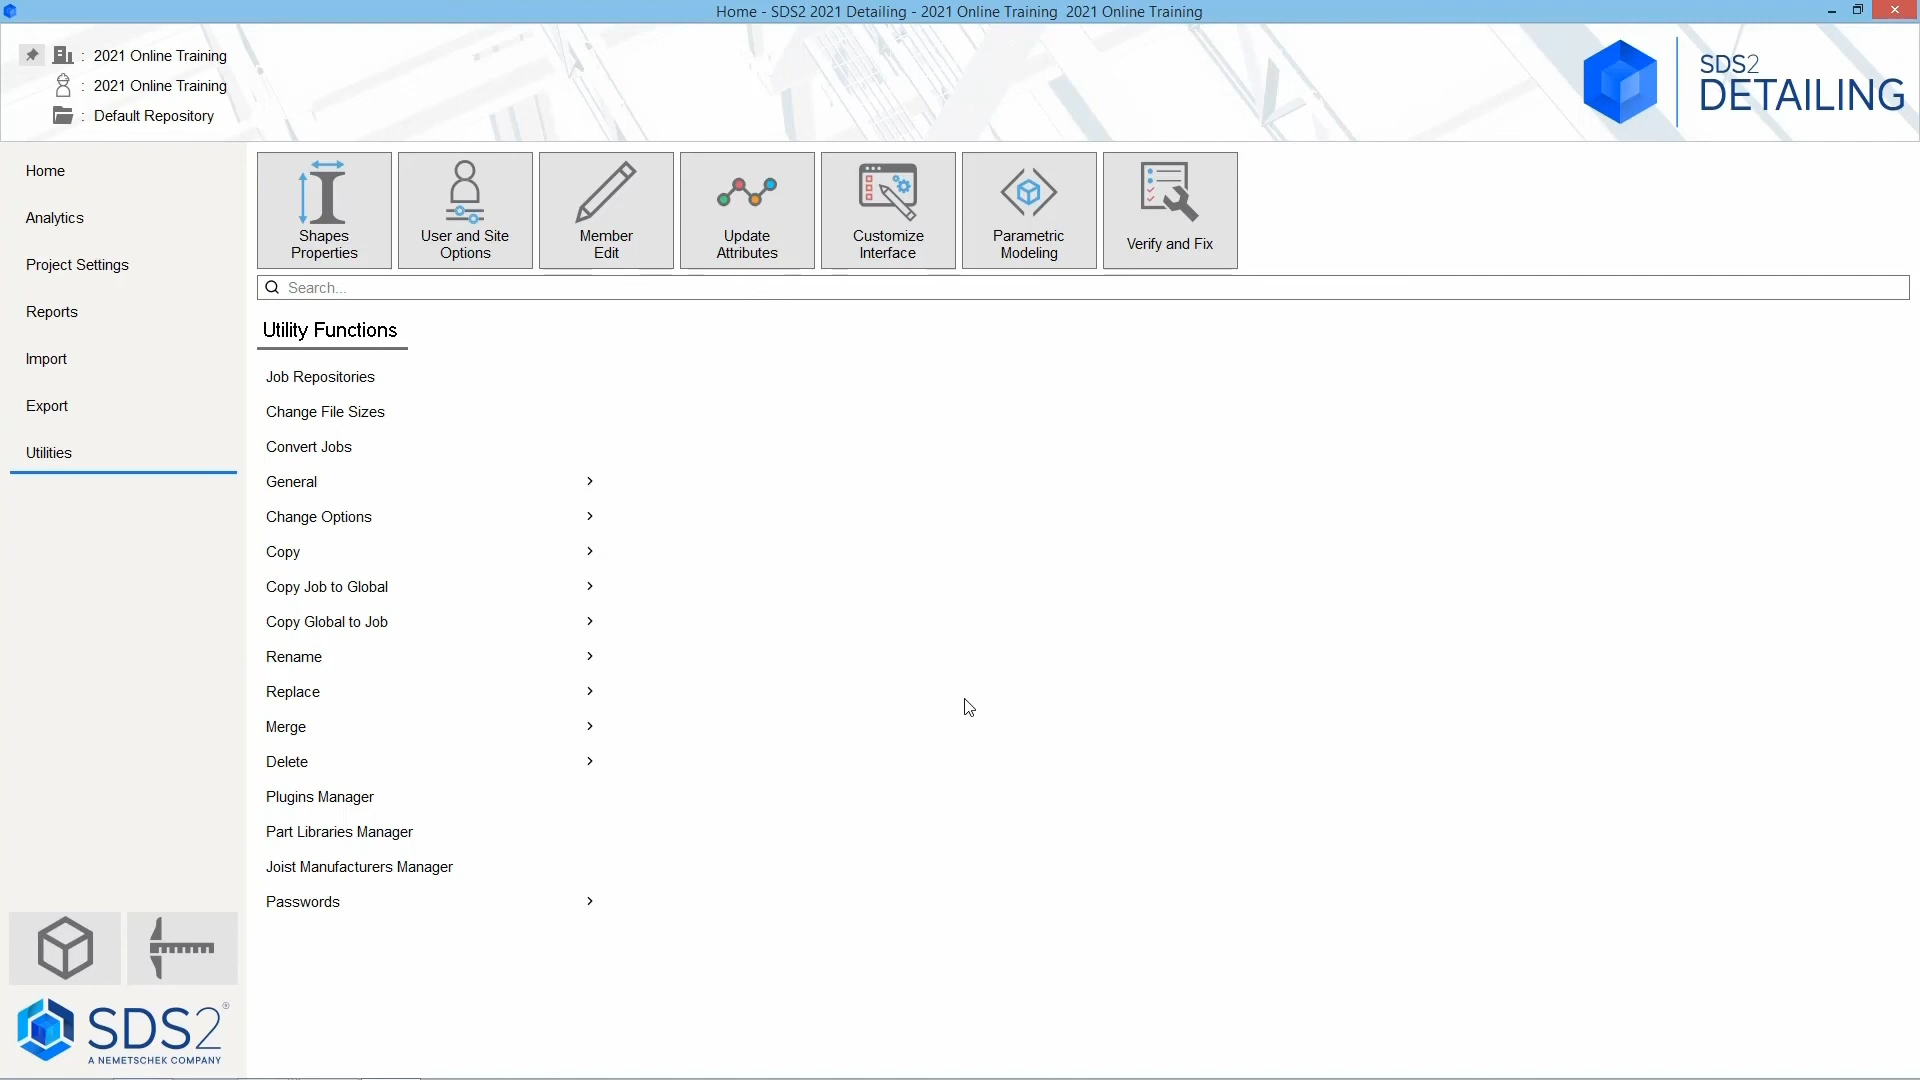 Home - SDS2 2021 Detailing - 2021 Online Training  2021 Online Training
: 2021 Online Training
: 2021 Online Training
: Default Repository
SDS2
DETAILING
Home
Analytics
Project Settings
Reports
Import
Export
Utilities
Shapes
Properties
User and Site
Options
Member
Edit
Update
Attributes
Customize
Interface
Parametric
Modeling
Verify and Fix
Search...
Utility Functions
Job Repositories
Change File Sizes
Convert Jobs
General
Change Options
Copy
Copy Job to Global
Copy Global to Job
Rename
Replace
Merge
Delete
Plugins Manager
Part Libraries Manager
Joist Manufacturers Manager
Passwords
SDS2®
A NEMETSCHEK COMPANY